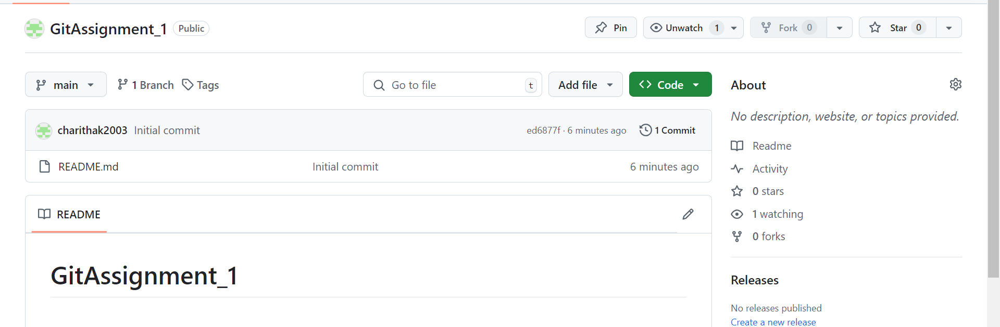 GitAssignment_1 Public Pin Unwatch 1 Fork 0 Star 0
main 1 Branch Tags Go to file t Add file Code
charithak2003 Initial commit ed6877f · 6 minutes ago 1 Commit
README.md Initial commit 6 minutes ago
README
GitAssignment_1
About
No description, website, or topics provided.
Readme
Activity
0 stars
1 watching
0 forks
Releases
No releases published
Create a new release